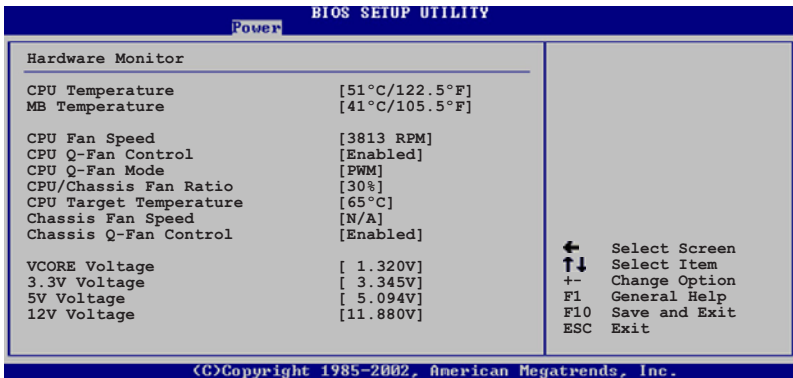 BIOS SETUP UTILITY
Power
Hardware Monitor
CPU Temperature [51°C/122.5°F]
MB Temperature [41°C/105.5°F]
CPU Fan Speed [3813 RPM]
CPU Q-Fan Control [Enabled]
CPU Q-Fan Mode [PWM]
CPU/Chassis Fan Ratio [30%]
CPU Target Temperature [65°C]
Chassis Fan Speed [N/A]
Chassis Q-Fan Control [Enabled]
VCORE Voltage [ 1.320V]
3.3V Voltage [ 3.345V]
5V Voltage [ 5.094V]
12V Voltage [11.880V]
← Select Screen
↑↓ Select Item
+- Change Option
F1 General Help
F10 Save and Exit
ESC Exit
(C)Copyright 1985-2002, American Megatrends, Inc.